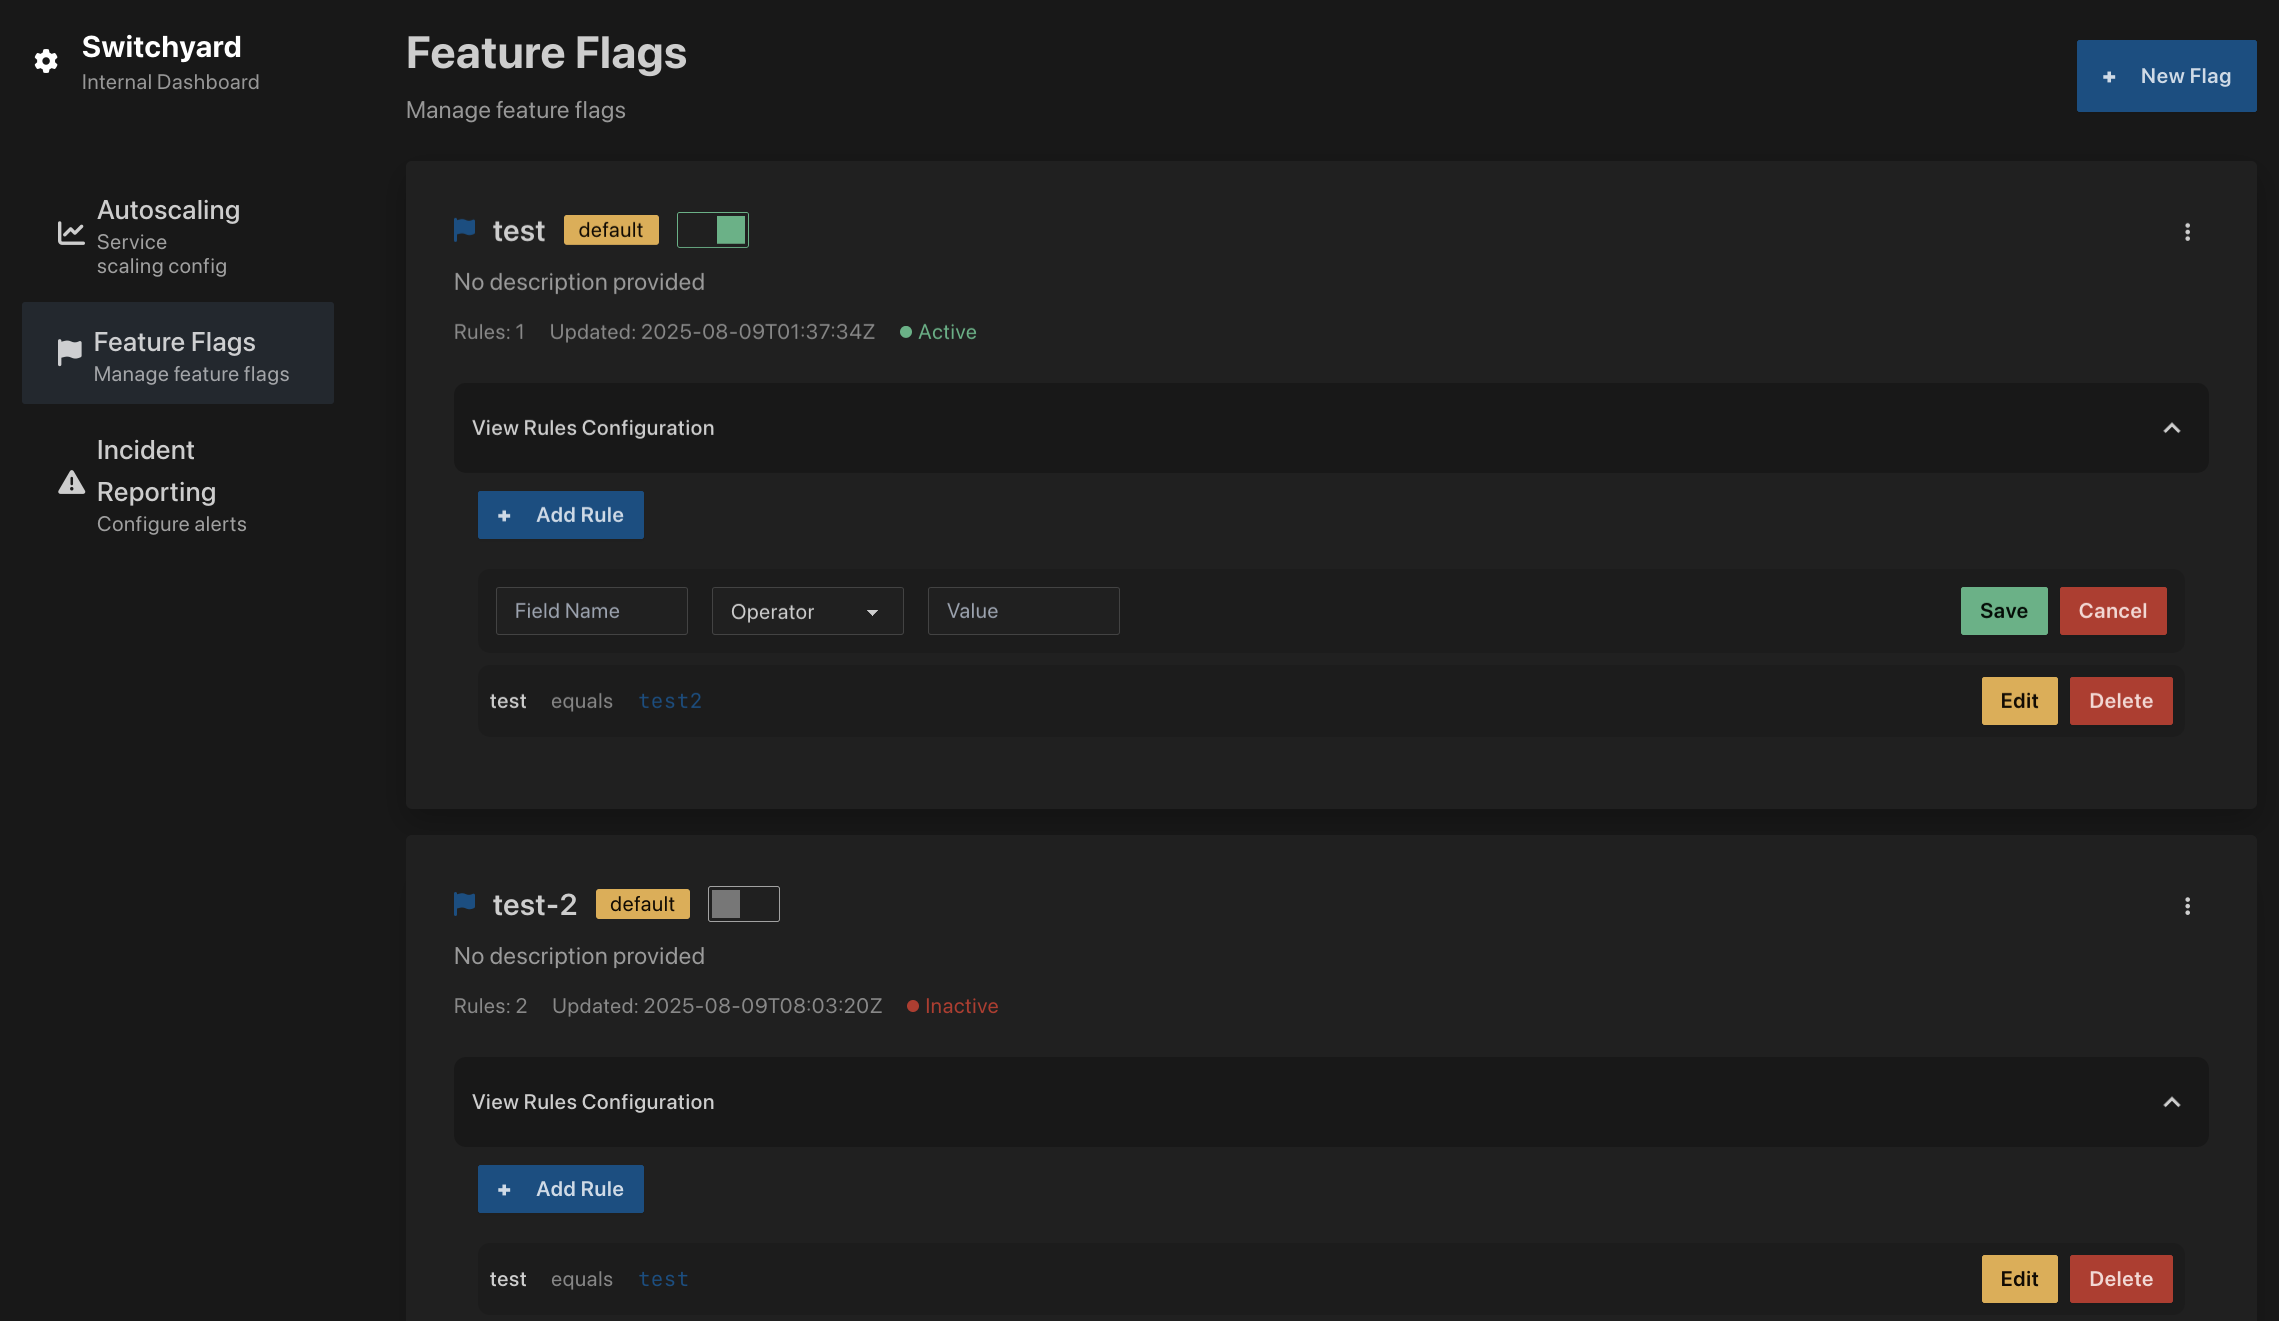 Switchyard
Internal Dashboard
Autoscaling
Service
scaling config
Feature Flags
Manage feature flags
Incident
Reporting
Configure alerts
Feature Flags
Manage feature flags
+ New Flag
test default
No description provided
Rules: 1 Updated: 2025-08-09T01:37:34Z Active
View Rules Configuration
+ Add Rule
Field Name Operator Value Save Cancel
test equals test2 Edit Delete
test-2 default
No description provided
Rules: 2 Updated: 2025-08-09T08:03:20Z Inactive
View Rules Configuration
+ Add Rule
test equals test Edit Delete